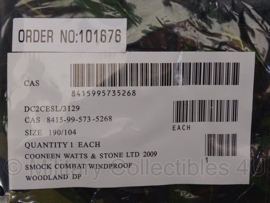 ORDER NO:101676
CAS
8415995735268
DC2CESL/3129
CAS 8415-99-573-5268
SIZE 190/104
EACH
QUANTITY 1 EACH
COONEEN WATTS & STONE LTD 2009
SMOCK COMBAT WINDPROOF
WOODLAND DP
1